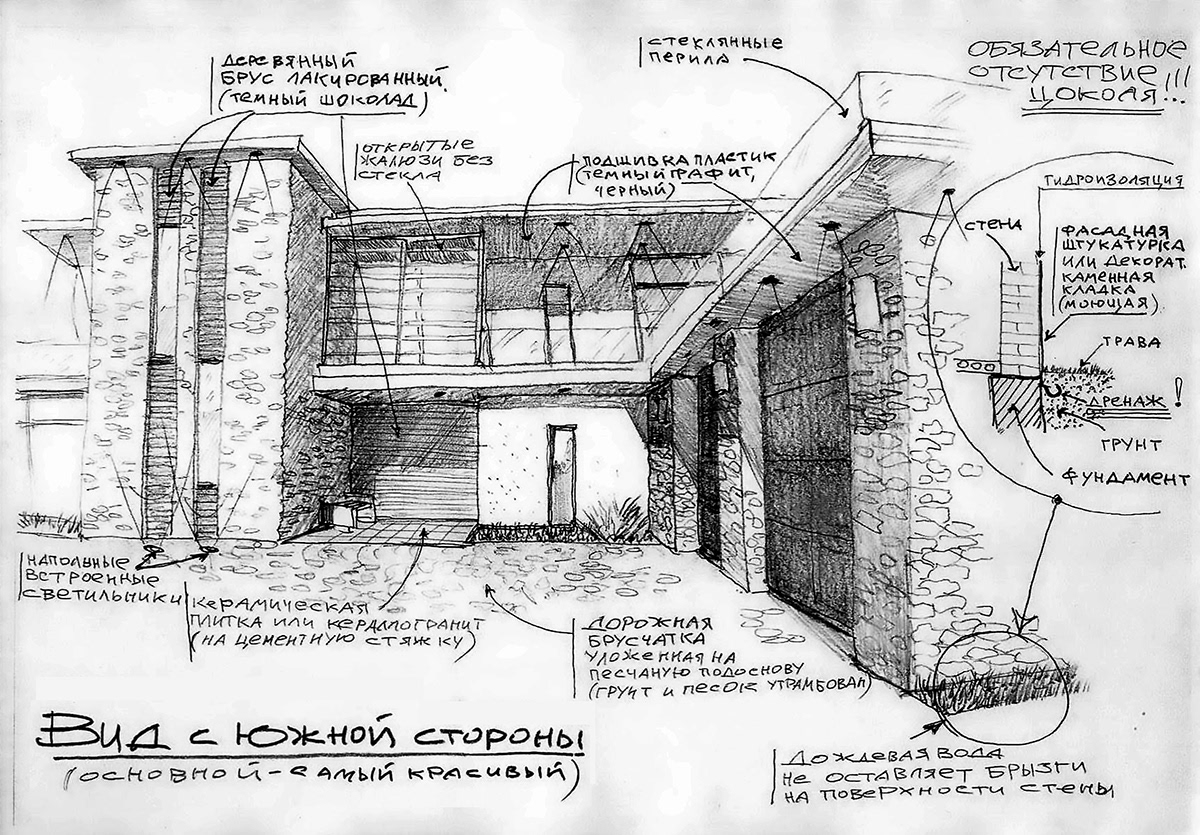 ДЕРЕВЯННЫЙ
БРУС ЛАКИРОВАННЫЙ.
(ТЕМНЫЙ ШОКОЛАД)
СТЕКЛЯННЫЕ
ПЕРИЛА
ОБЯЗАТЕЛЬНОЕ
ОТСУТСТВИЕ
ЦОКОЛЯ!!!...
ОТКРЫТЫЕ
ЖАЛЮЗИ БЕЗ
СТЕКЛА
ПОДШИВКА ПЛАСТИК
(ТЕМНЫЙ ГРАФИТ,
ЧЕРНЫЙ)
ГИДРОИЗОЛЯЦИЯ
СТЕНА
ФАСАДНАЯ
ШТУКАТУРКА
ИЛИ ДЕКОРАТ.
КАМЕННАЯ
КЛАДКА
(МОЮЩАЯ)
ТРАВА
ДРЕНАЖ!
ГРУНТ
ФУНДАМЕНТ
НАПОЛЬНЫЕ
ВСТРОЕННЫЕ
СВЕТИЛЬНИКИ
КЕРАМИЧЕСКАЯ
ПЛИТКА ИЛИ КЕРАМОГРАНИТ
(НА ЦЕМЕНТНУЮ СТЯЖКУ)
ДОРОЖНАЯ
БРУСЧАТКА
УЛОЖЕННАЯ НА
ПЕСЧАНУЮ ПОДОСНОВУ
(ГРУНТ И ПЕСОК УТРАМБОВАЛ)
ВИД С ЮЖНОЙ СТОРОНЫ
(ОСНОВНОЙ-САМЫЙ КРАСИВЫЙ)
ДОЖДЕВАЯ ВОДА
НЕ ОСТАВЛЯЕТ БРЫЗГИ
НА ПОВЕРХНОСТИ СТЕНЫ